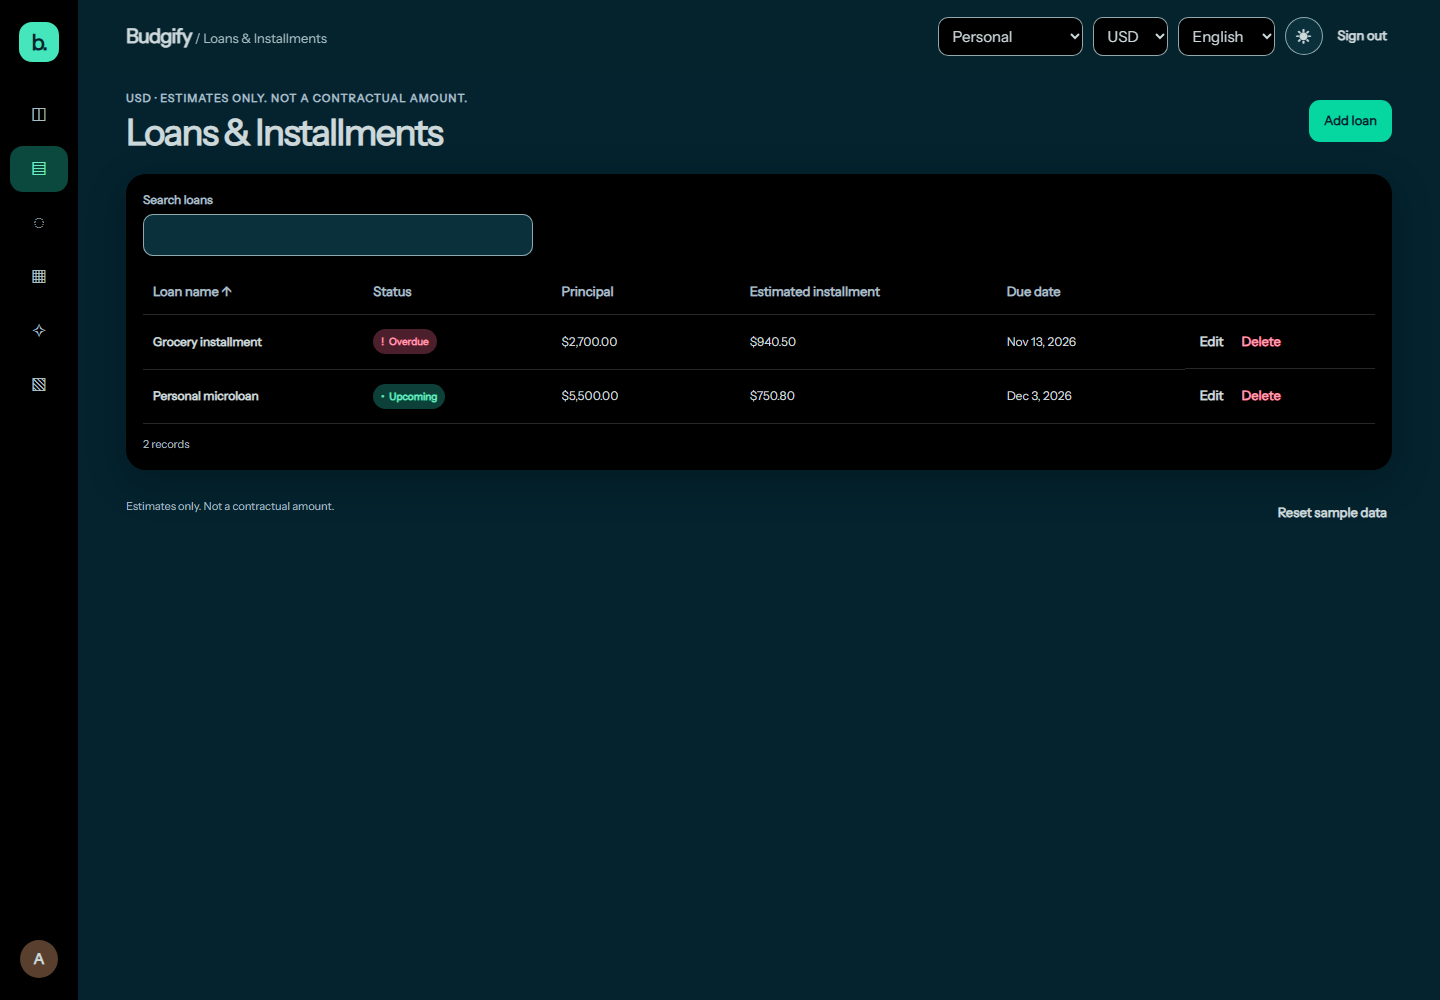 b.
Budgify / Loans & Installments
Personal
USD
English
Sign out
USD · ESTIMATES ONLY. NOT A CONTRACTUAL AMOUNT.
Loans & Installments
Add loan
Search loans
Loan name ↑ Status Principal Estimated installment Due date
Grocery installment ! Overdue $2,700.00 $940.50 Nov 13, 2026 Edit Delete
Personal microloan • Upcoming $5,500.00 $750.80 Dec 3, 2026 Edit Delete
2 records
Estimates only. Not a contractual amount.
Reset sample data
A